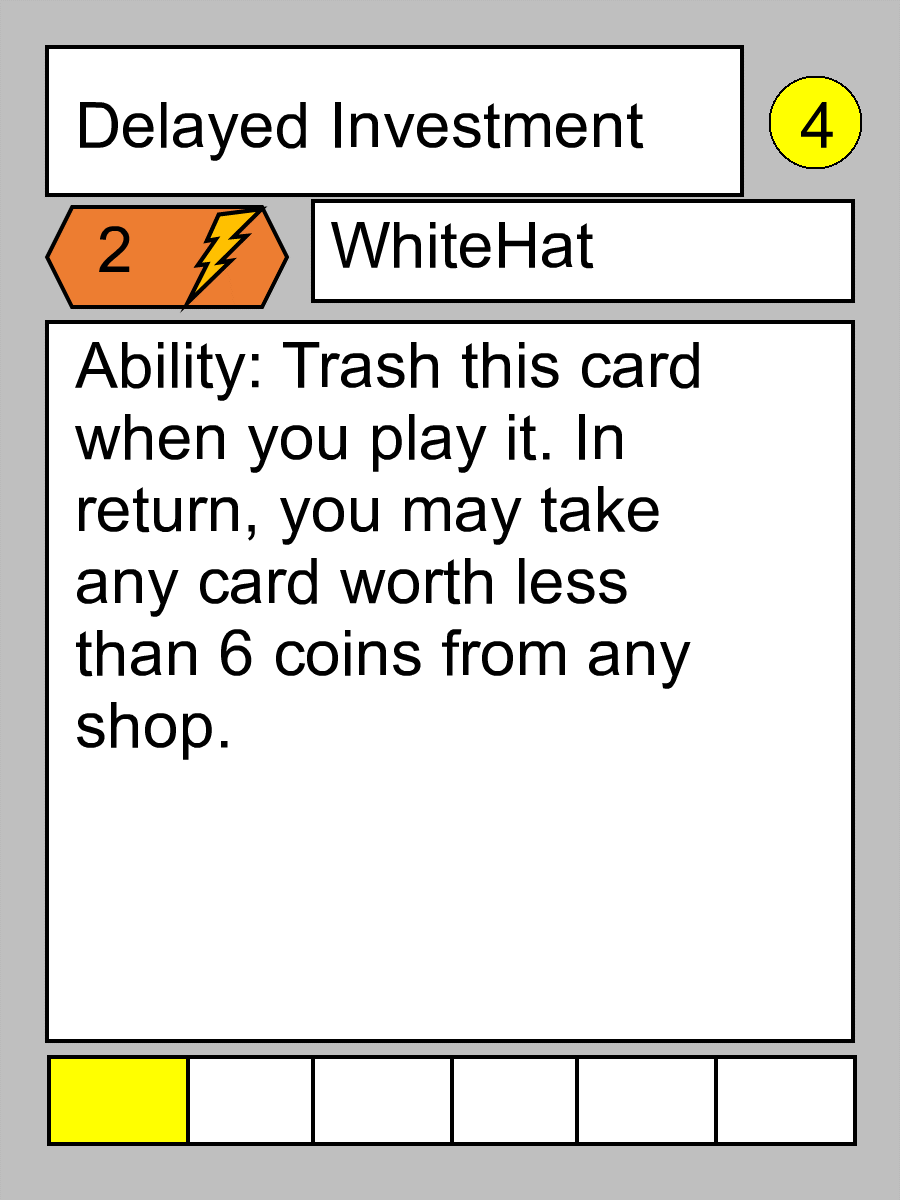 Delayed Investment
4
2
WhiteHat
Ability: Trash this card
when you play it. In
return, you may take
any card worth less
than 6 coins from any
shop.